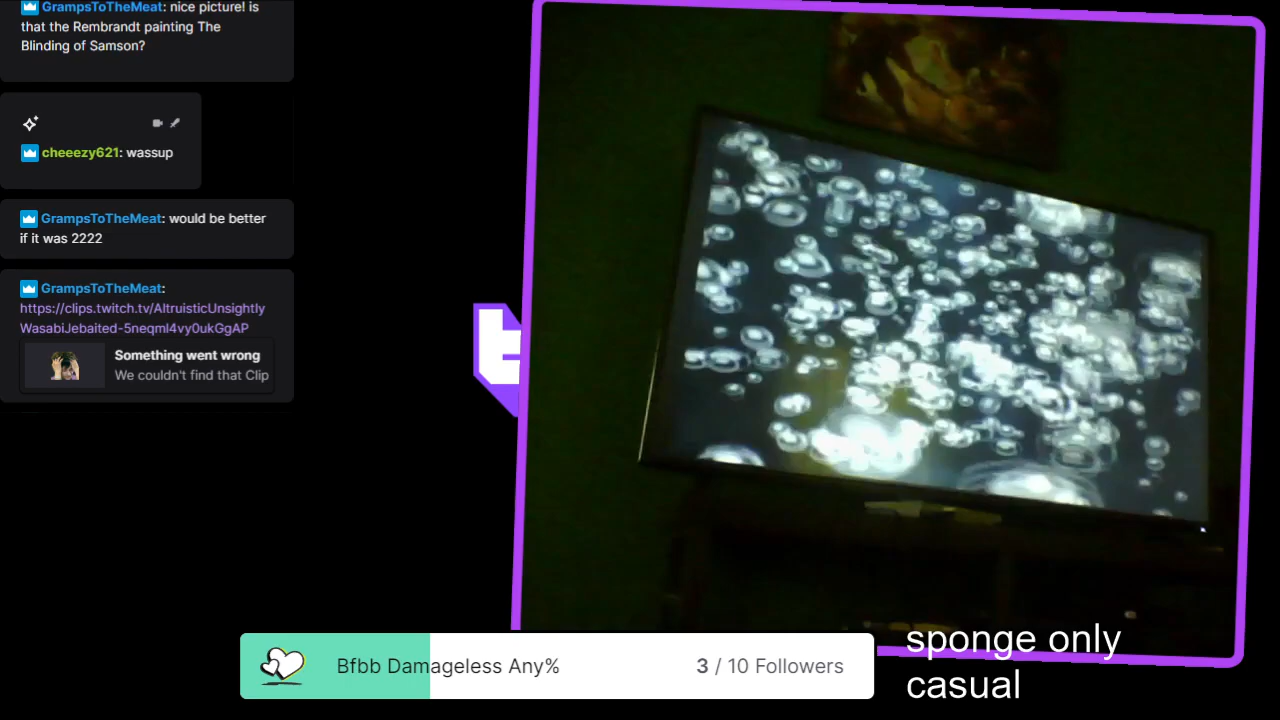 GrampsToTheMeat: nice picture! is
that the Rembrandt painting The
Blinding of Samson?
cheeezy621: wassup
GrampsToTheMeat: would be better
if it was 2222
GrampsToTheMeat:
https://clips.twitch.tv/AltruisticUnsightly
WasabiJebaited-5neqml4vy0ukGgAP
Something went wrong
We couldn't find that Clip
Bfbb Damageless Any%
3 / 10 Followers
sponge only
casual